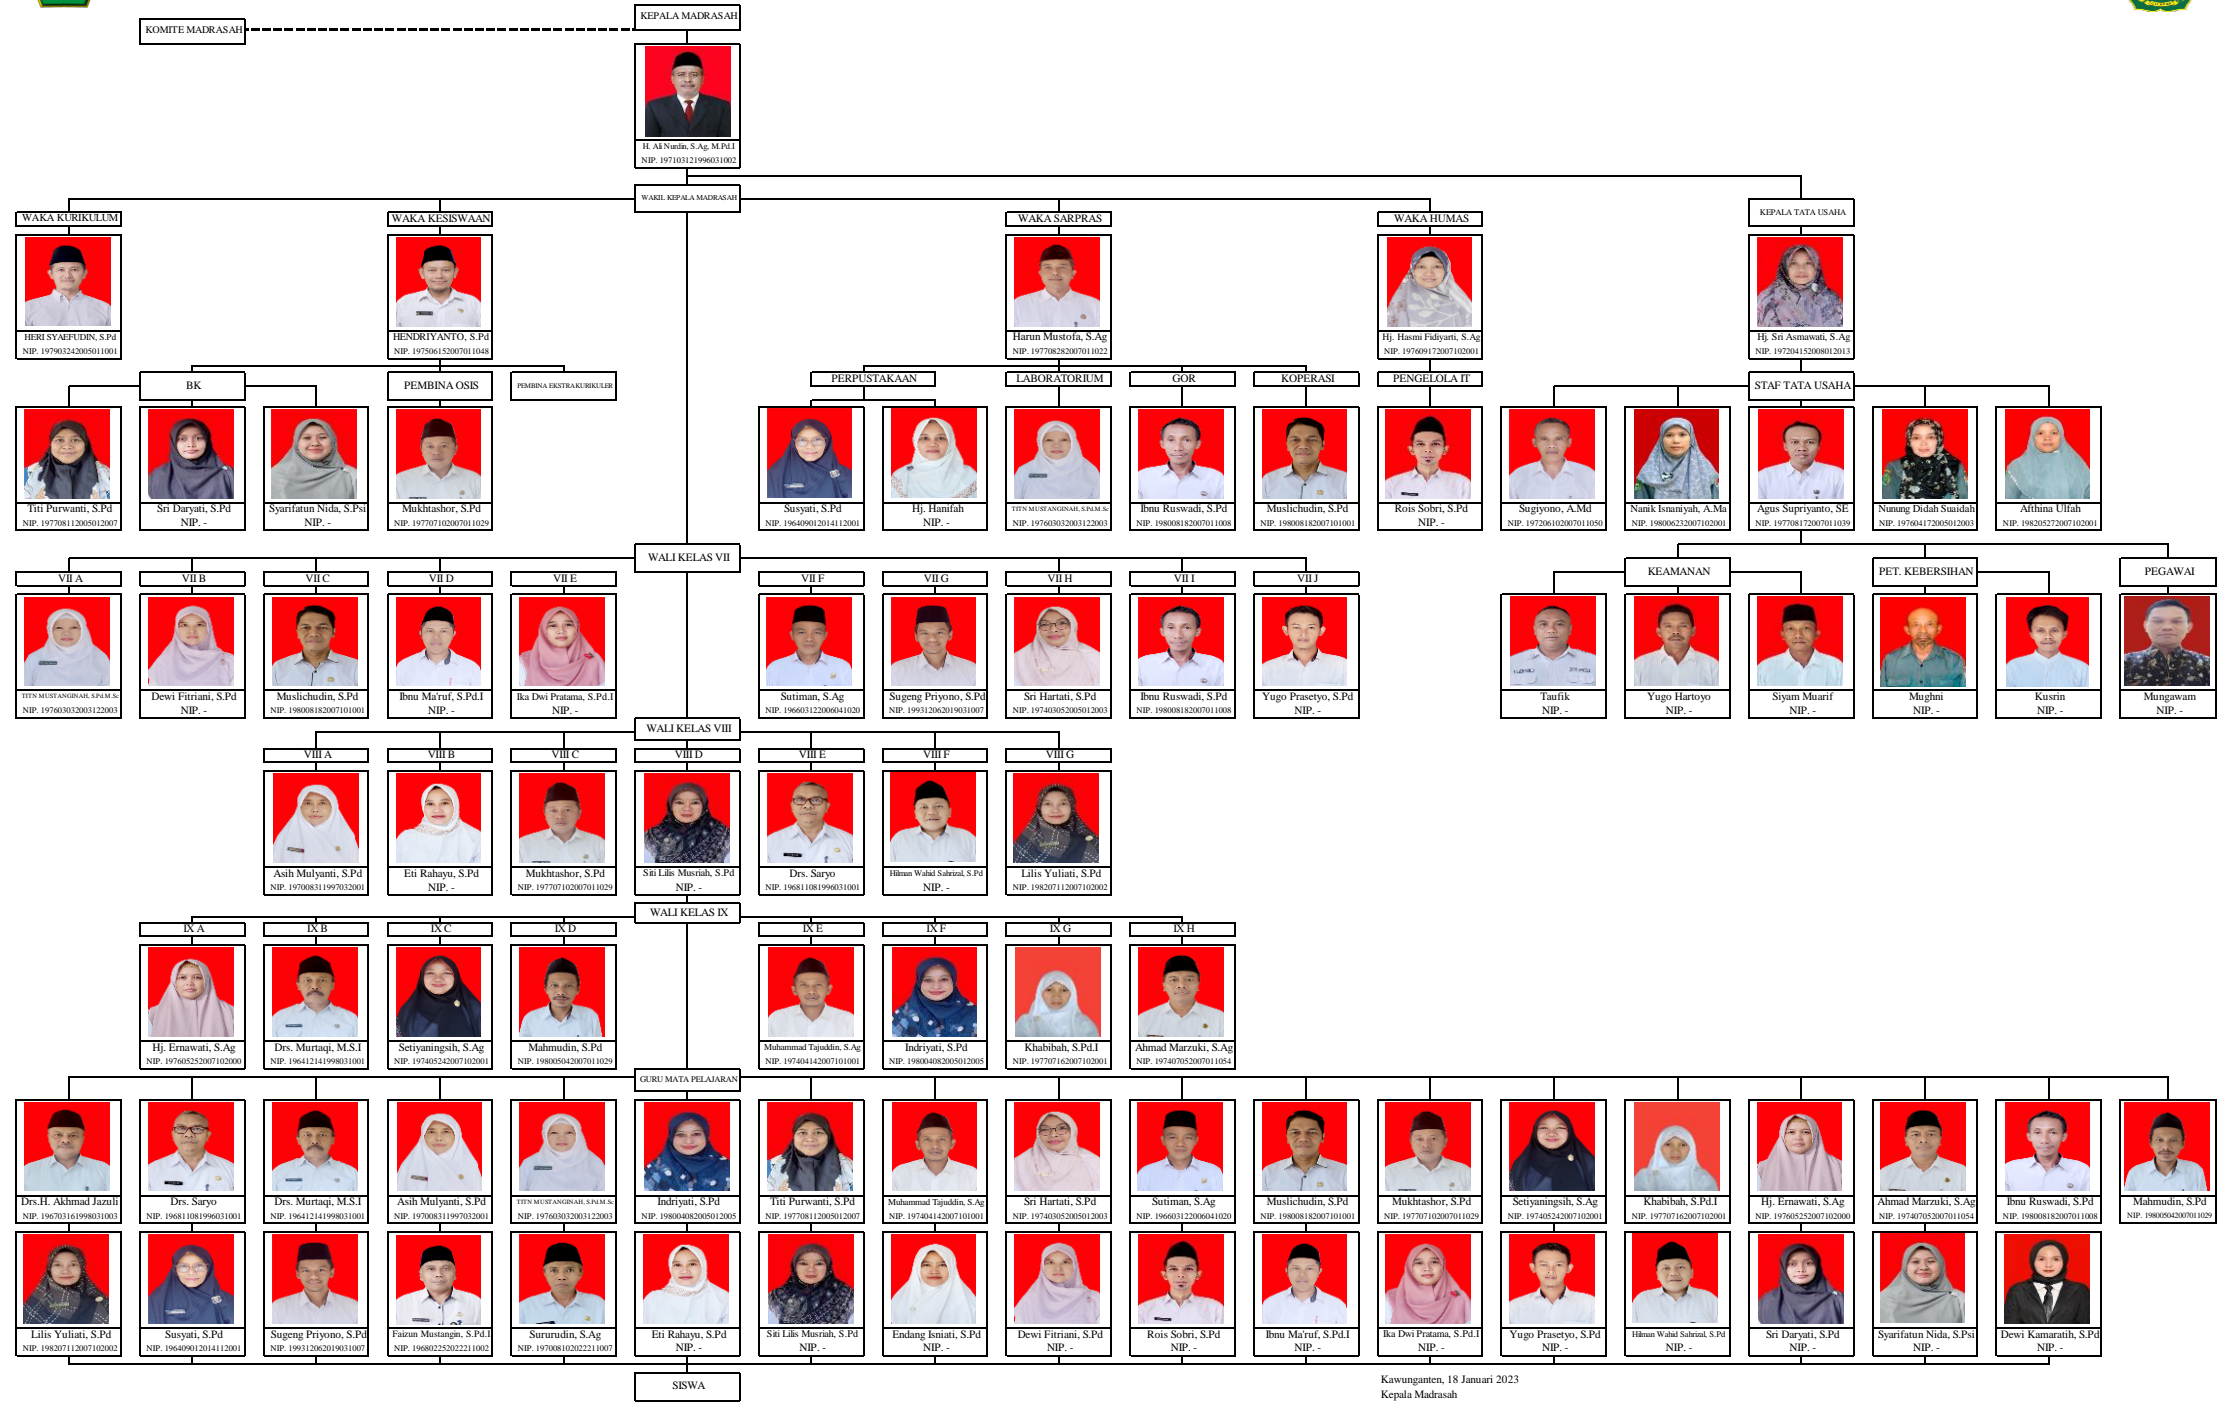 KEPALA MADRASAH
KOMITE MADRASAH
H. Ali Nurdin, S.Ag, M.Pd.I
NIP. 197103121996031002
WAKIL KEPALA MADRASAH
WAKA KURIKULUM
WAKA KESISWAAN
WAKA SARPRAS
WAKA HUMAS
KEPALA TATA USAHA
HERI SYAEFUDIN, S.Pd
NIP. 197903242005011001
HENDRIYANTO, S.Pd
NIP. 197506152007011048
Harun Mustofa, S.Ag
NIP. 197708282007011022
Hj. Hasmi Fidiyarti, S.Ag
NIP. 197609172007102001
Hj. Sri Asmawati, S.Ag
NIP. 197204152008012013
BK
PEMBINA OSIS
PEMBINA EKSTRAKURIKULER
PERPUSTAKAAN
LABORATORIUM
GOR
KOPERASI
PENGELOLA IT
STAF TATA USAHA
Titi Purwanti, S.Pd
NIP. 197708112005012007
Sri Daryati, S.Pd
NIP. -
Syarifatun Nida, S.Psi
NIP. -
Mukhtashor, S.Pd
NIP. 197707102007011029
Susyati, S.Pd
NIP. 196409012014112001
Hj. Hanifah
NIP. -
TITN MUSTANGINAH, S.Pd.M.Sc
NIP. 197603032003122003
Ibnu Ruswadi, S.Pd
NIP. 198008182007011008
Muslichudin, S.Pd
NIP. 198008182007101001
Rois Sobri, S.Pd
NIP. -
Sugiyono, A.Md
NIP. 197206102007011050
Nanik Isnaniyah, A.Ma
NIP. 198006232007102001
Agus Supriyanto, SE
NIP. 197708172007011039
Nunung Didah Suaidah
NIP. 197604172005012003
Afthina Ulfah
NIP. 198205272007102001
WALI KELAS VII
KEAMANAN
PET. KEBERSIHAN
PEGAWAI
VII A
VII B
VII C
VII D
VII E
VII F
VII G
VII H
VII I
VII J
TITN MUSTANGINAH, S.Pd.M.Sc
NIP. 197603032003122003
Dewi Fitriani, S.Pd
NIP. -
Muslichudin, S.Pd
NIP. 198008182007101001
Ibnu Ma'ruf, S.Pd.I
NIP. -
Ika Dwi Pratama, S.Pd.I
NIP. -
Sutiman, S.Ag
NIP. 196603122006041020
Sugeng Priyono, S.Pd
NIP. 199312062019031007
Sri Hartati, S.Pd
NIP. 197403052005012003
Ibnu Ruswadi, S.Pd
NIP. 198008182007011008
Yugo Prasetyo, S.Pd
NIP. -
Taufik
NIP. -
Yugo Hartoyo
NIP. -
Siyam Muarif
NIP. -
Mughni
NIP. -
Kusrin
NIP. -
Mungawam
NIP. -
WALI KELAS VIII
VIII A
VIII B
VIII C
VIII D
VIII E
VIII F
VIII G
Asih Mulyanti, S.Pd
NIP. 197008311997032001
Eti Rahayu, S.Pd
NIP. -
Mukhtashor, S.Pd
NIP. 197707102007011029
Siti Lilis Musriah, S.Pd
NIP. -
Drs. Saryo
NIP. 196811081996031001
Hilman Wahid Sahrizal, S.Pd
NIP. -
Lilis Yuliati, S.Pd
NIP. 198207112007102002
WALI KELAS IX
IX A
IX B
IX C
IX D
IX E
IX F
IX G
IX H
Hj. Ernawati, S.Ag
NIP. 197605252007102000
Drs. Murtaqi, M.S.I
NIP. 196412141998031001
Setiyaningsih, S.Ag
NIP. 197405242007102001
Mahmudin, S.Pd
NIP. 198005042007011029
Muhammad Tajuddin, S.Ag
NIP. 197404142007101001
Indriyati, S.Pd
NIP. 198004082005012005
Khabibah, S.Pd.I
NIP. 197707162007102001
Ahmad Marzuki, S.Ag
NIP. 197407052007011054
GURU MATA PELAJARAN
Drs.H. Akhmad Jazuli
NIP. 196703161998031003
Drs. Saryo
NIP. 196811081996031001
Drs. Murtaqi, M.S.I
NIP. 196412141998031001
Asih Mulyanti, S.Pd
NIP. 197008311997032001
TITN MUSTANGINAH, S.Pd.M.Sc
NIP. 197603032003122003
Indriyati, S.Pd
NIP. 198004082005012005
Titi Purwanti, S.Pd
NIP. 197708112005012007
Muhammad Tajuddin, S.Ag
NIP. 197404142007101001
Sri Hartati, S.Pd
NIP. 197403052005012003
Sutiman, S.Ag
NIP. 196603122006041020
Muslichudin, S.Pd
NIP. 198008182007101001
Mukhtashor, S.Pd
NIP. 197707102007011029
Setiyaningsih, S.Ag
NIP. 197405242007102001
Khabibah, S.Pd.I
NIP. 197707162007102001
Hj. Ernawati, S.Ag
NIP. 197605252007102000
Ahmad Marzuki, S.Ag
NIP. 197407052007011054
Ibnu Ruswadi, S.Pd
NIP. 198008182007011008
Mahmudin, S.Pd
NIP. 198005042007011029
Lilis Yuliati, S.Pd
NIP. 198207112007102002
Susyati, S.Pd
NIP. 196409012014112001
Sugeng Priyono, S.Pd
NIP. 199312062019031007
Faizun Mustangin, S.Pd.I
NIP. 196802252022211002
Sururudin, S.Ag
NIP. 197008102022211007
Eti Rahayu, S.Pd
NIP. -
Siti Lilis Musriah, S.Pd
NIP. -
Endang Isniati, S.Pd
NIP. -
Dewi Fitriani, S.Pd
NIP. -
Rois Sobri, S.Pd
NIP. -
Ibnu Ma'ruf, S.Pd.I
NIP. -
Ika Dwi Pratama, S.Pd.I
NIP. -
Yugo Prasetyo, S.Pd
NIP. -
Hilman Wahid Sahrizal, S.Pd
NIP. -
Sri Daryati, S.Pd
NIP. -
Syarifatun Nida, S.Psi
NIP. -
Dewi Kamaratih, S.Pd
NIP. -
SISWA
Kawunganten, 18 Januari 2023
Kepala Madrasah